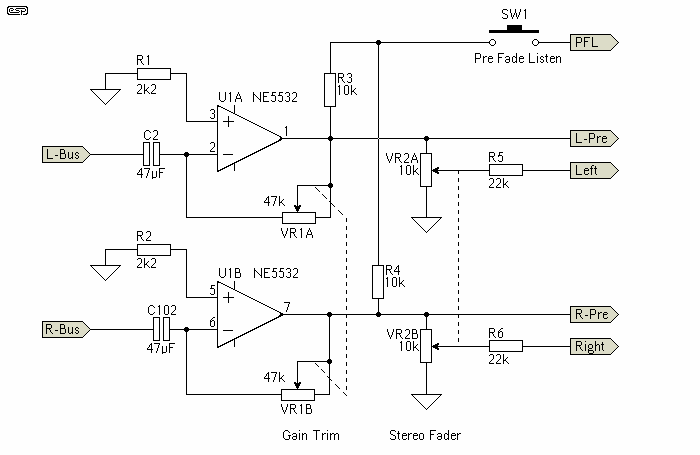 esp
SW1
PFL
Pre Fade Listen
R1
2k2
U1A NE5532
R3
10k
3
+
1
L-Pre
L-Bus
C2
2
−
47µF
VR2A
10k
R5
22k
Left
47k
VR1A
R2
2k2
U1B NE5532
R4
10k
5
+
7
R-Pre
R-Bus
C102
6
−
47µF
VR2B
10k
R6
22k
Right
47k
VR1B
Gain Trim
Stereo Fader